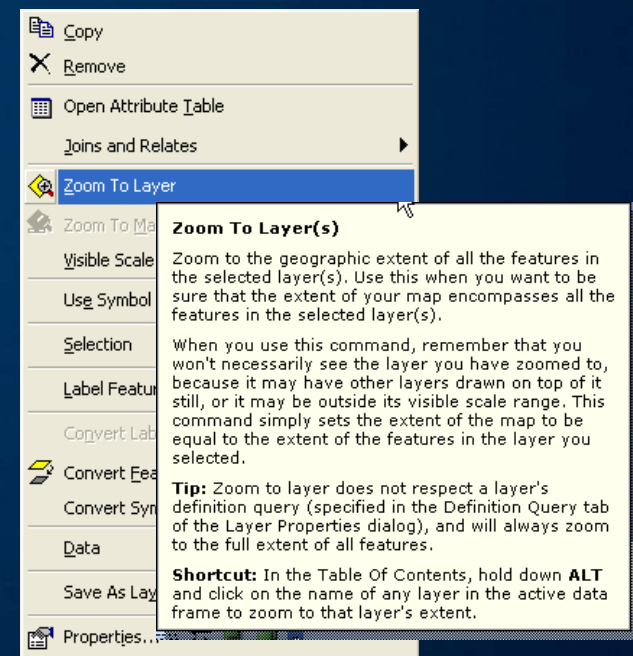 Copy
Remove
Open Attribute Table
Joins and Relates
Zoom To Layer
Zoom To Ma
Visible Scale
Use Symbol
Selection
Label Featur
Convert Lab
Convert Fea
Convert Sym
Data
Save As Lay
Properties...
Zoom To Layer(s)
Zoom to the geographic extent of all the features in
the selected layer(s). Use this when you want to be
sure that the extent of your map encompasses all the
features in the selected layer(s).
When you use this command, remember that you
won't necessarily see the layer you have zoomed to,
because it may have other layers drawn on top of it
still, or it may be outside its visible scale range. This
command simply sets the extent of the map to be
equal to the extent of the features in the layer you
selected.
Tip: Zoom to layer does not respect a layer's
definition query (specified in the Definition Query tab
of the Layer Properties dialog), and will always zoom
to the full extent of all features.
Shortcut: In the Table Of Contents, hold down ALT
and click on the name of any layer in the active data
frame to zoom to that layer's extent.